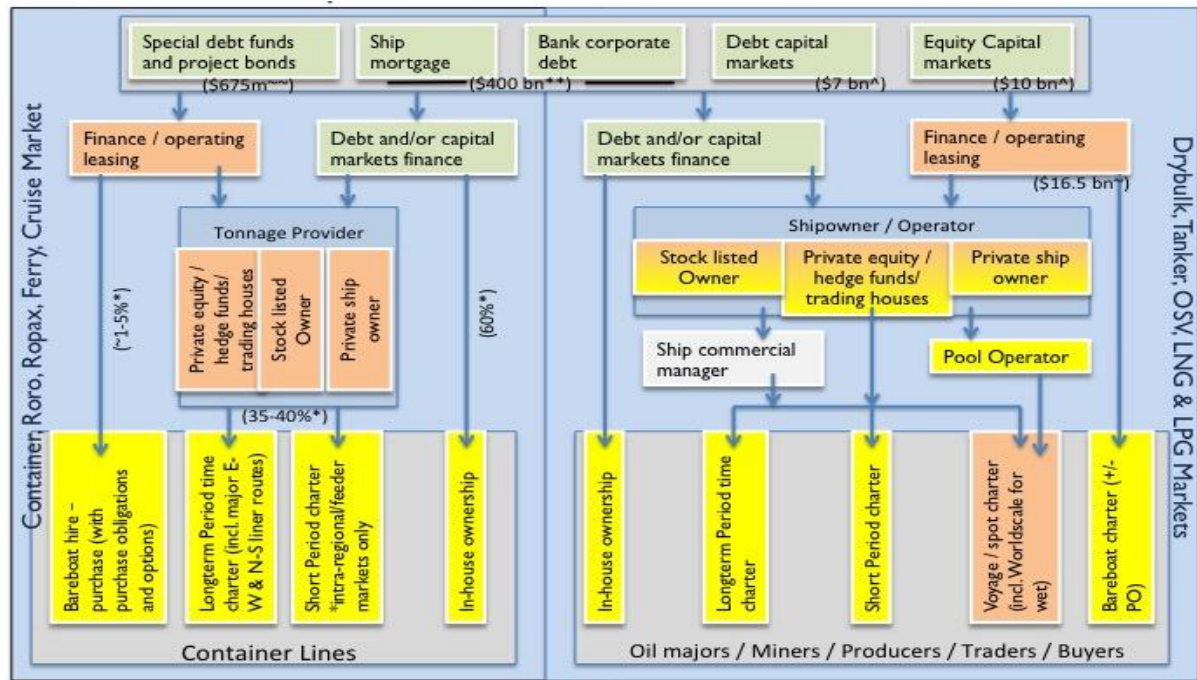 Special debt funds
and project bonds
($675m~~)
Ship
mortgage
Bank corporate
debt
($400 bn**)
Debt capital
markets
($7 bn^)
Equity Capital
markets
($10 bn^)
Container, Roro, Ropax, Ferry, Cruise Market
Finance / operating
leasing
Debt and/or capital
markets finance
Debt and/or capital
markets finance
Finance / operating
leasing
($16.5 bn~)
Drybulk, Tanker, OSV, LNG & LPG Markets
Tonnage Provider
Private equity /
hedge funds/
trading houses
Stock listed
Owner
Private ship
owner
(~1-5%*)
(60%*)
(35-40%*)
Shipowner / Operator
Stock listed
Owner
Private equity /
hedge funds/
trading houses
Private ship
owner
Ship commercial
manager
Pool Operator
Bareboat hire –
purchase (with
purchase obligations
and options)
Longterm Period time
charter (incl. major E-
W & N-S liner routes)
Short Period charter
*intra-regional/feeder
markets only
In-house ownership
Container Lines
In-house ownership
Longterm Period time
charter
Short Period charter
Voyage / spot charter
(incl. Worldscale for
wet)
Bareboat charter (+/-
PO)
Oil majors / Miners / Producers / Traders / Buyers